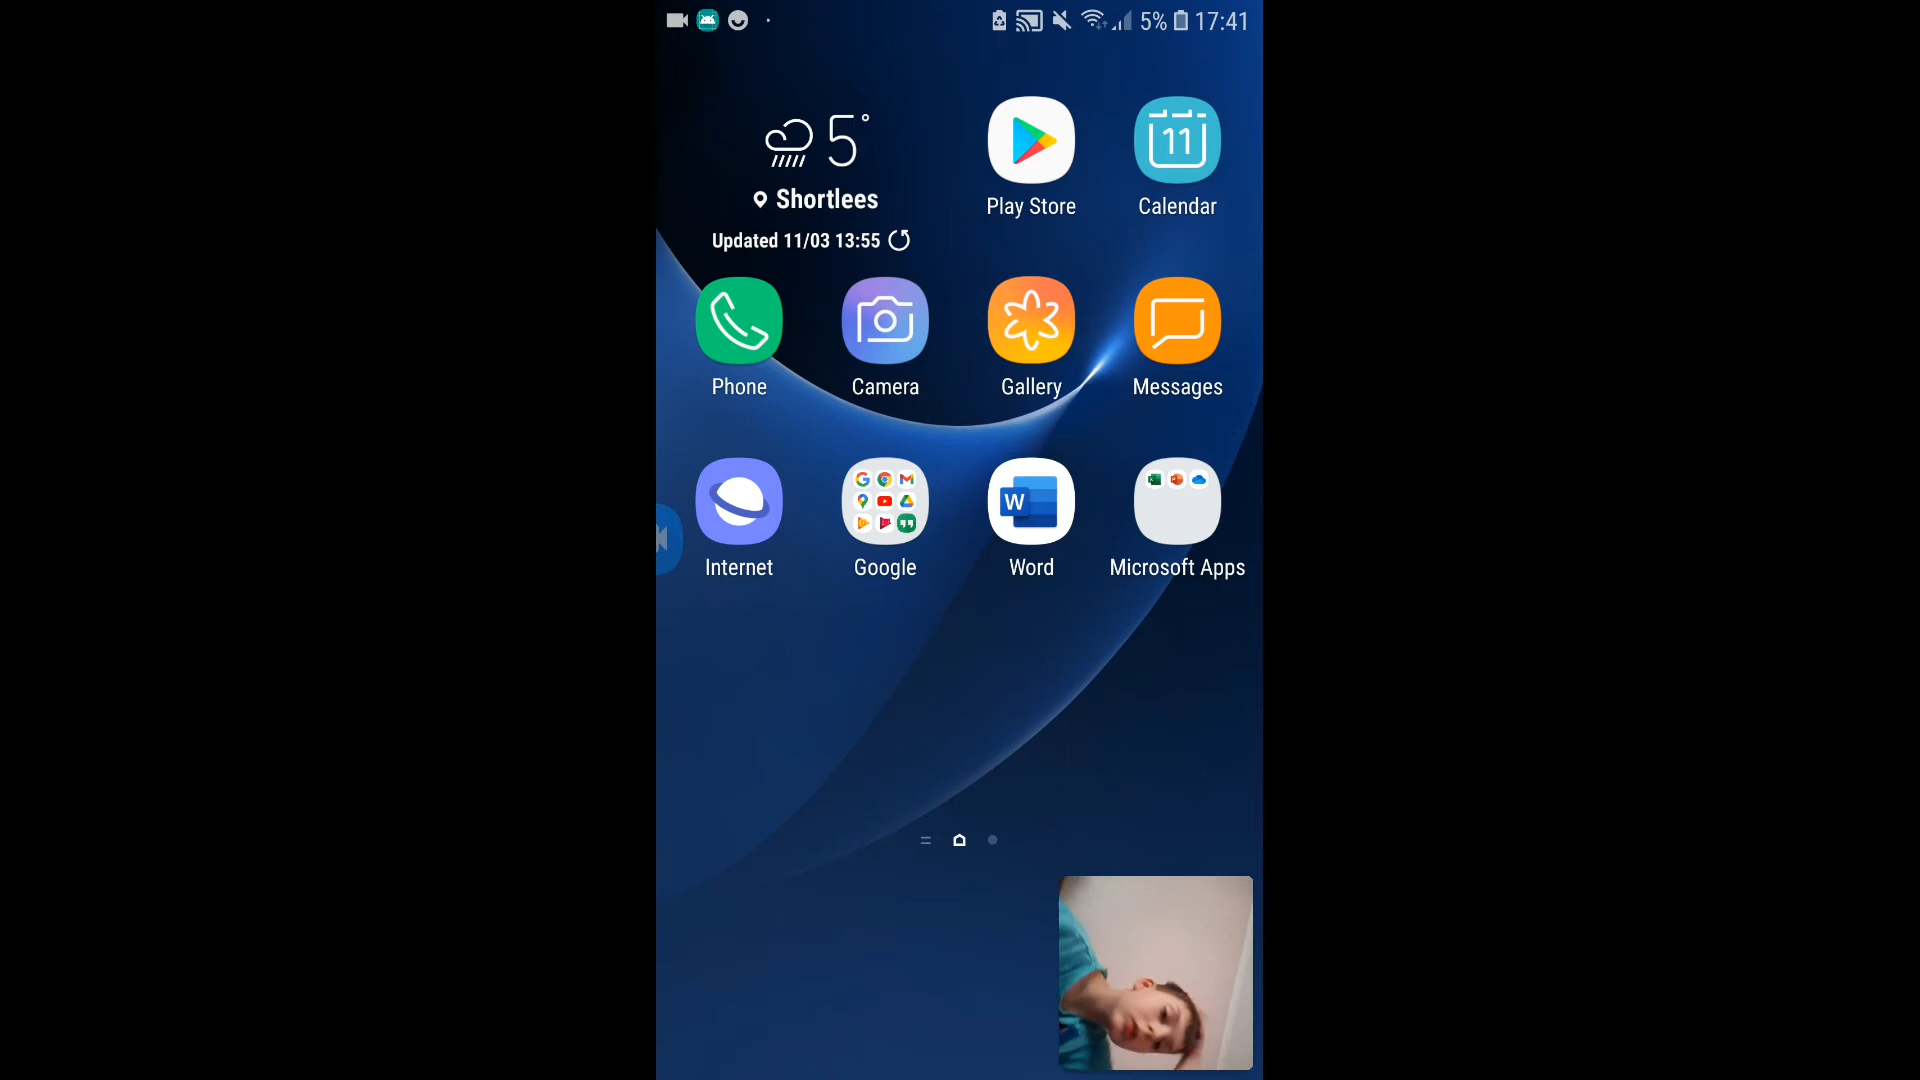 5% 17:41
5°
Shortlees
Updated 11/03 13:55
11
Play Store
Calendar
Phone
Camera
Gallery
Messages
W
Internet
Google
Word
Microsoft Apps